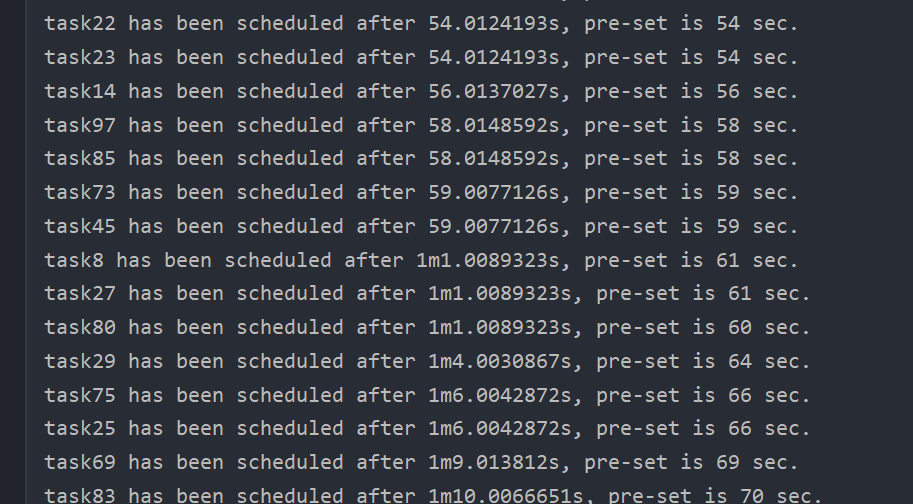 task22 has been scheduled after 54.0124193s, pre-set is 54 sec.
task23 has been scheduled after 54.0124193s, pre-set is 54 sec.
task14 has been scheduled after 56.0137027s, pre-set is 56 sec.
task97 has been scheduled after 58.0148592s, pre-set is 58 sec.
task85 has been scheduled after 58.0148592s, pre-set is 58 sec.
task73 has been scheduled after 59.0077126s, pre-set is 59 sec.
task45 has been scheduled after 59.0077126s, pre-set is 59 sec.
task8 has been scheduled after 1m1.0089323s, pre-set is 61 sec.
task27 has been scheduled after 1m1.0089323s, pre-set is 61 sec.
task80 has been scheduled after 1m1.0089323s, pre-set is 60 sec.
task29 has been scheduled after 1m4.0030867s, pre-set is 64 sec.
task75 has been scheduled after 1m6.0042872s, pre-set is 66 sec.
task25 has been scheduled after 1m6.0042872s, pre-set is 66 sec.
task69 has been scheduled after 1m9.013812s, pre-set is 69 sec.
task83 has been scheduled after 1m10.0066651s, pre-set is 70 sec.